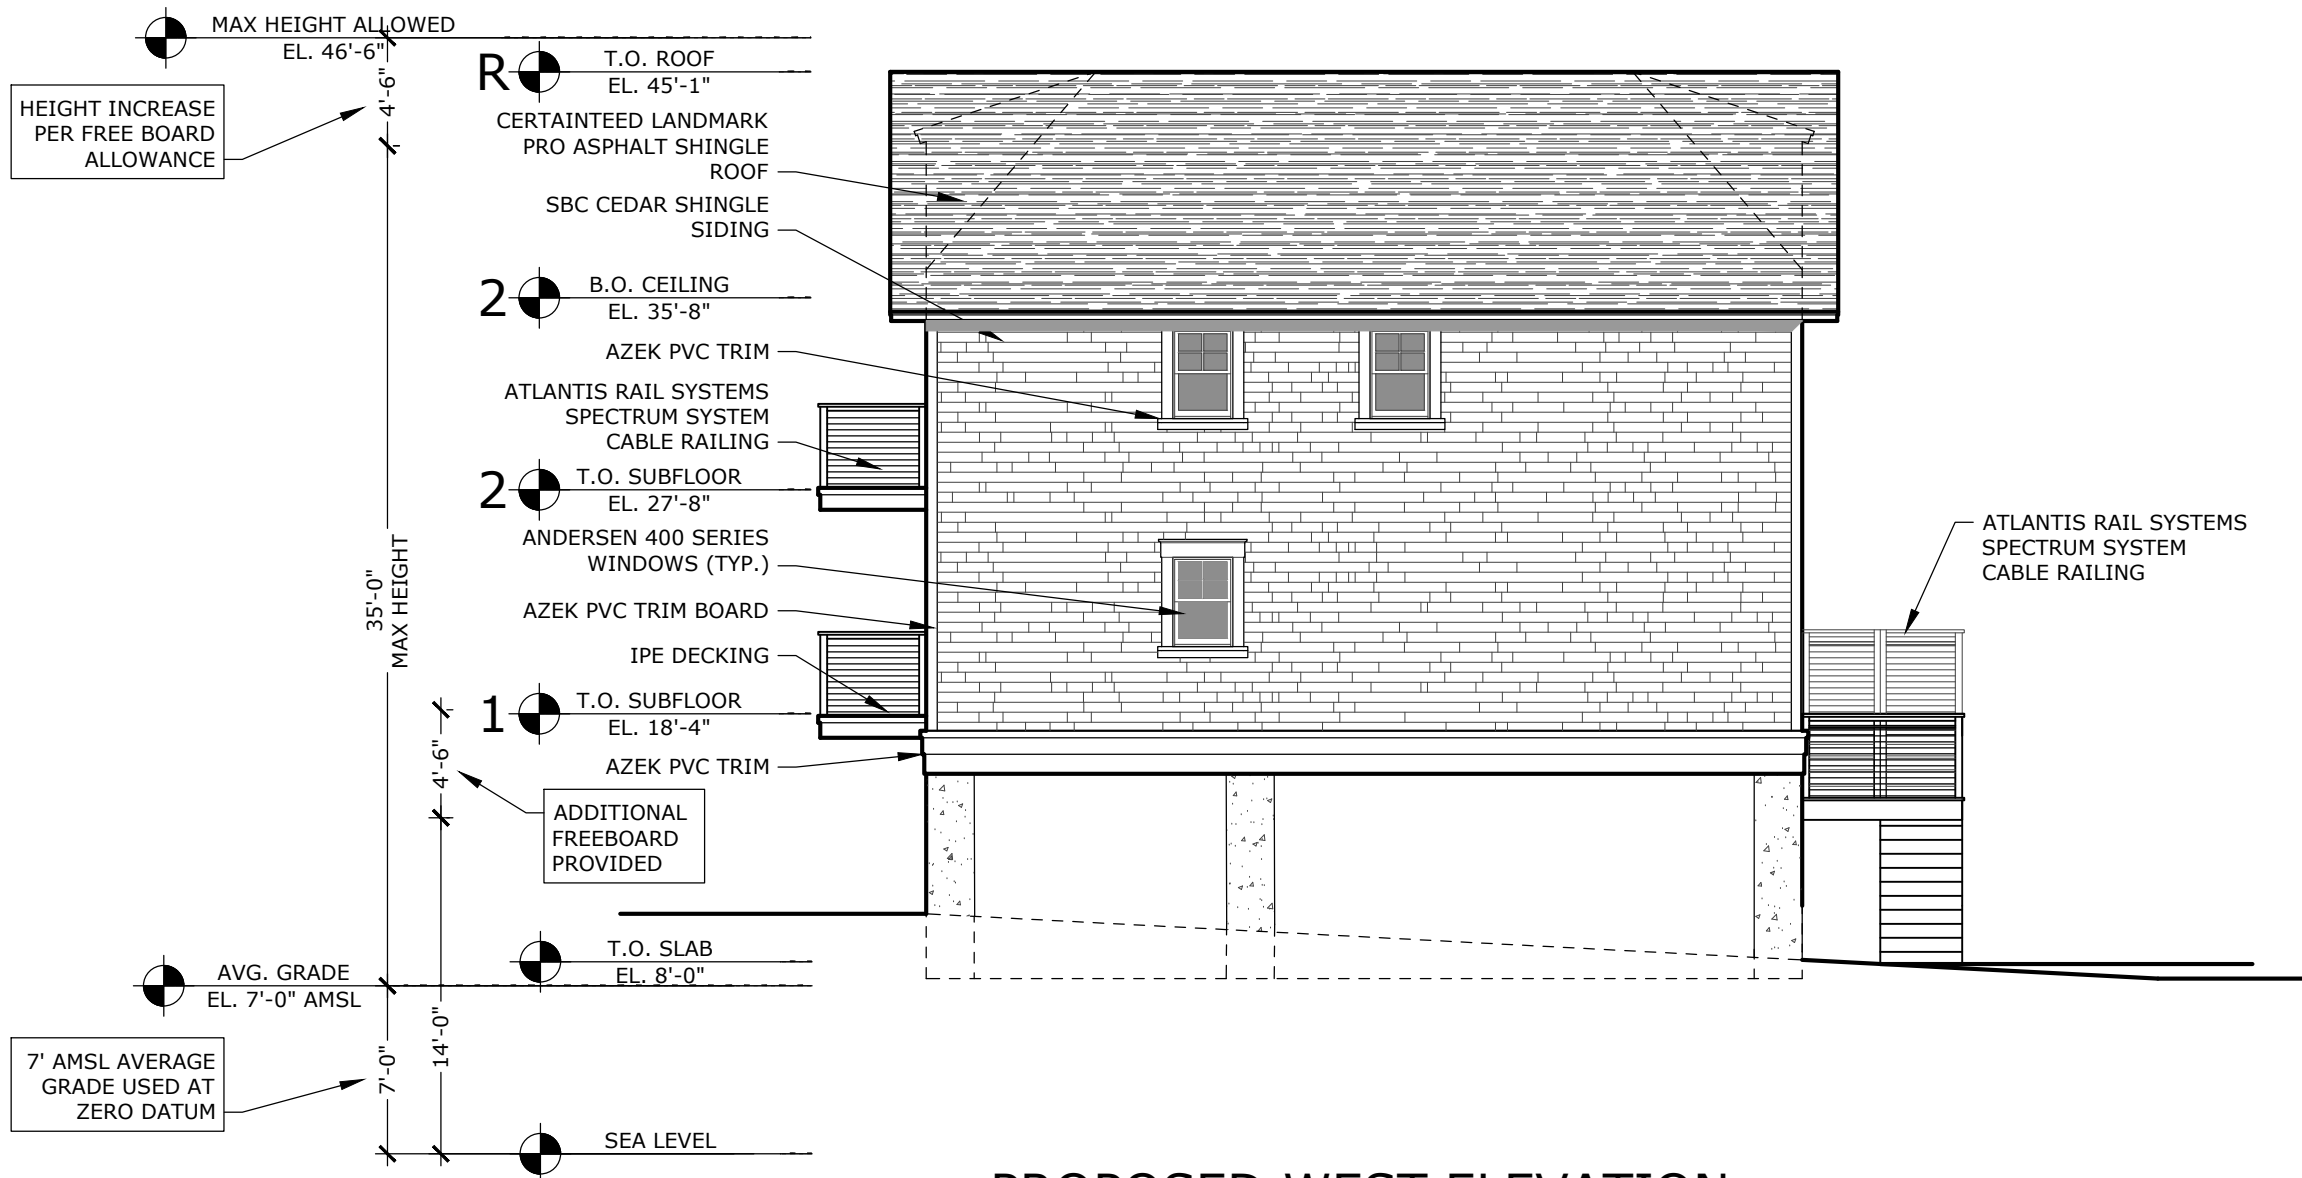 MAX HEIGHT ALLOWED
EL. 46'-6"
4'-6"
HEIGHT INCREASE
PER FREE BOARD
ALLOWANCE
R
T.O. ROOF
EL. 45'-1"
CERTAINTEED LANDMARK
PRO ASPHALT SHINGLE
ROOF
SBC CEDAR SHINGLE
SIDING
2
B.O. CEILING
EL. 35'-8"
AZEK PVC TRIM
ATLANTIS RAIL SYSTEMS
SPECTRUM SYSTEM
CABLE RAILING
2
T.O. SUBFLOOR
EL. 27'-8"
ANDERSEN 400 SERIES
WINDOWS (TYP.)
AZEK PVC TRIM BOARD
IPE DECKING
1
T.O. SUBFLOOR
EL. 18'-4"
AZEK PVC TRIM
ATLANTIS RAIL SYSTEMS
SPECTRUM SYSTEM
CABLE RAILING
35'-0"
MAX HEIGHT
4'-6"
ADDITIONAL
FREEBOARD
PROVIDED
T.O. SLAB
EL. 8'-0"
AVG. GRADE
EL. 7'-0" AMSL
14'-0"
7'-0"
7' AMSL AVERAGE
GRADE USED AT
ZERO DATUM
SEA LEVEL
PROPOSED WEST ELEVATION